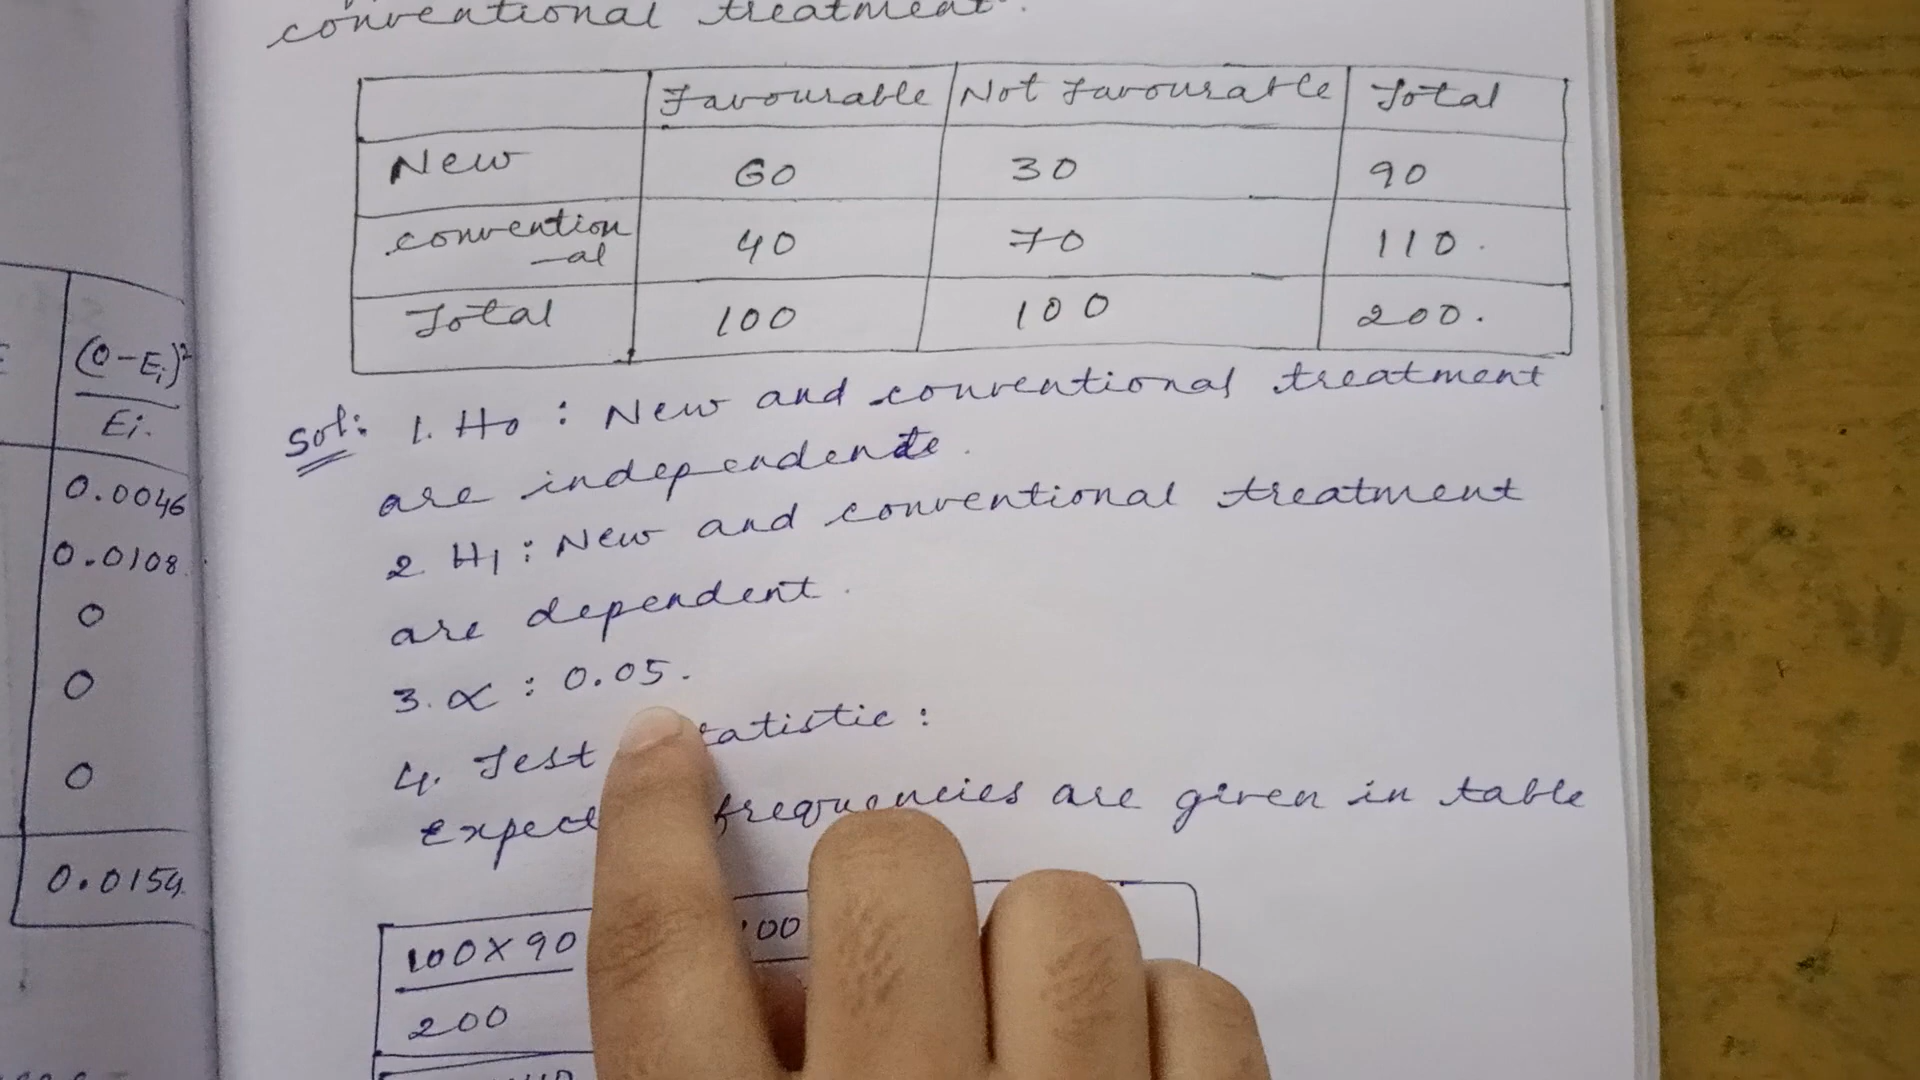 conventional treatment.
Favourable Not Favourable Total
New 60 30 90
convention
-al 40 70 110.
Total 100 100 200.
Sol: 1. H0 : New and conventional treatment
are independent
2 H1 : New and conventional treatment
are dependent.
3. α : 0.05.
4. Test
frequencies are given in table
100X90
200
(O-Ei)²
Ei.
0.0046
0.0108
0
0
0
0.0154